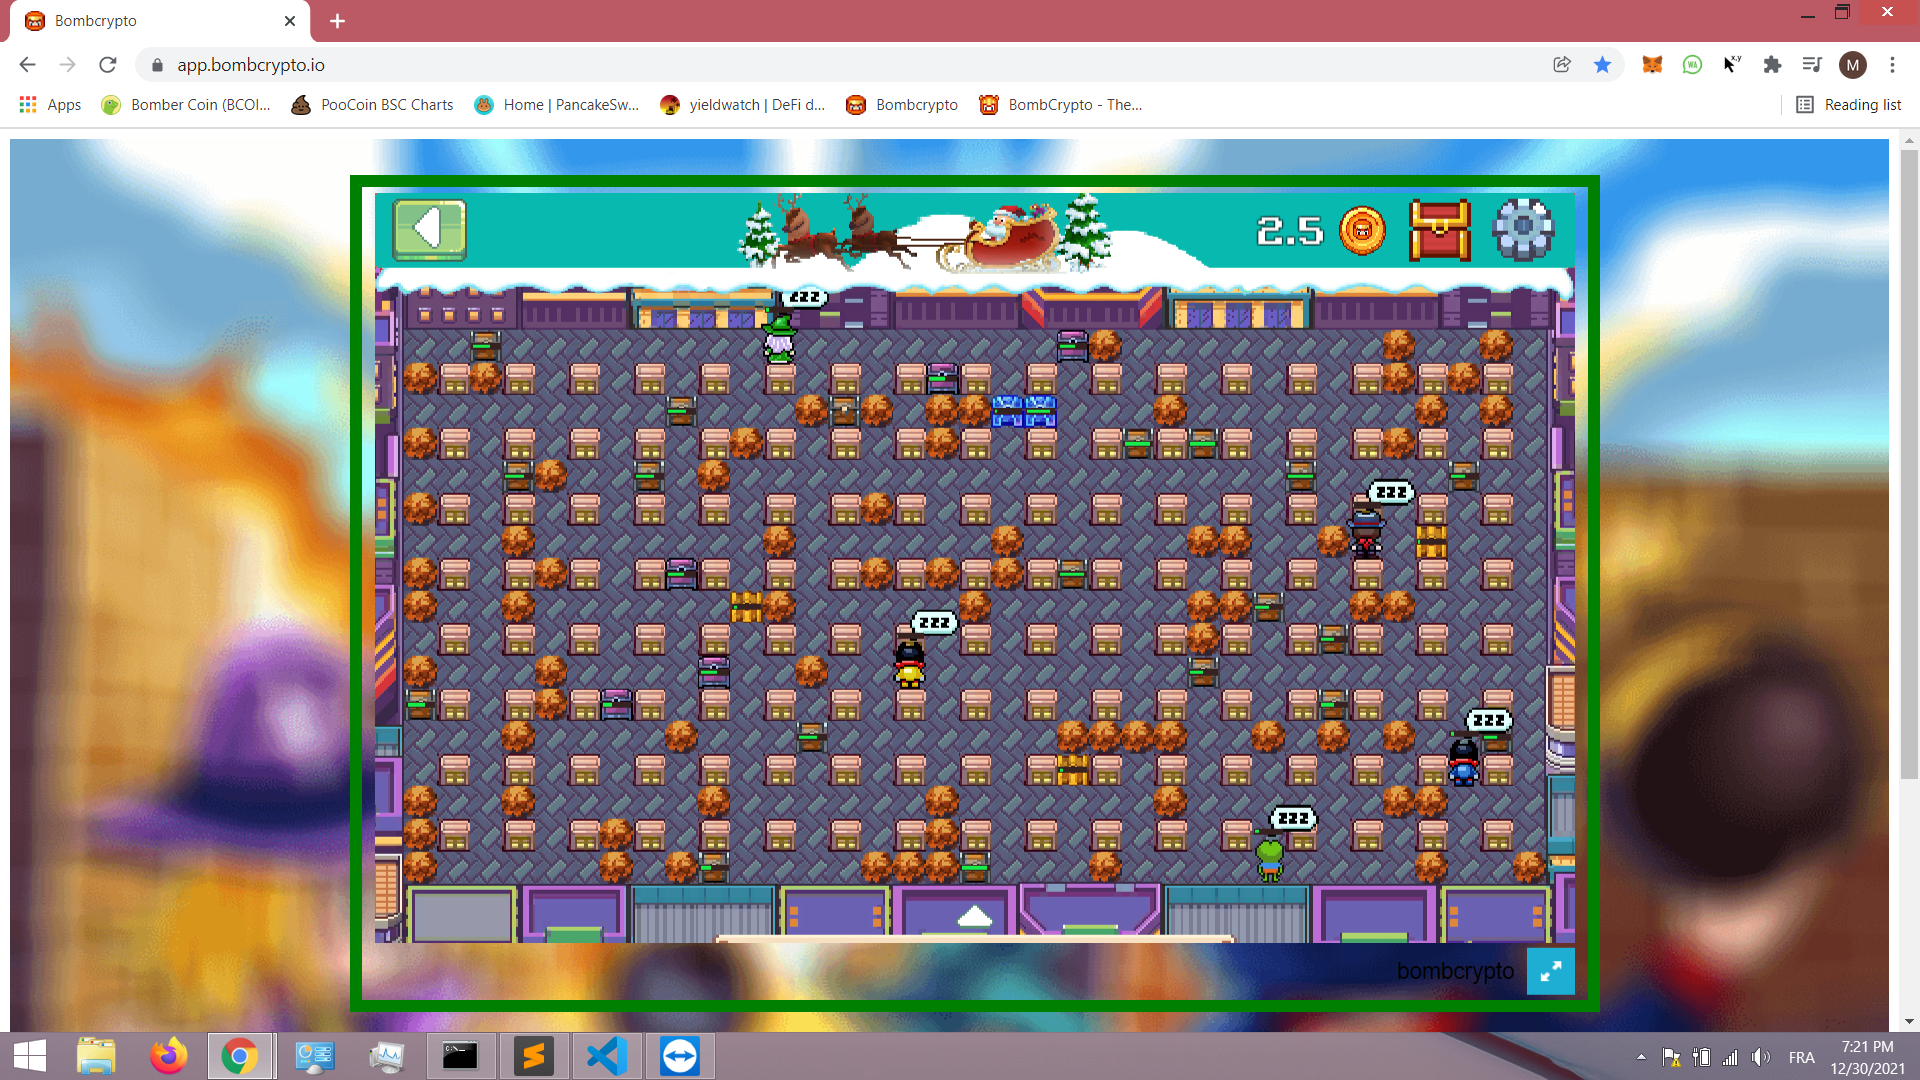 Bombcrypto
app.bombcrypto.io
M
Apps
Bomber Coin (BCOI...
PooCoin BSC Charts
Home | PancakeSw...
yieldwatch | DeFi d...
Bombcrypto
BombCrypto - The...
Reading list
2.5
zzz
zzz
zzz
zzz
zzz
bombcrypto
FRA
7:21 PM
12/30/2021